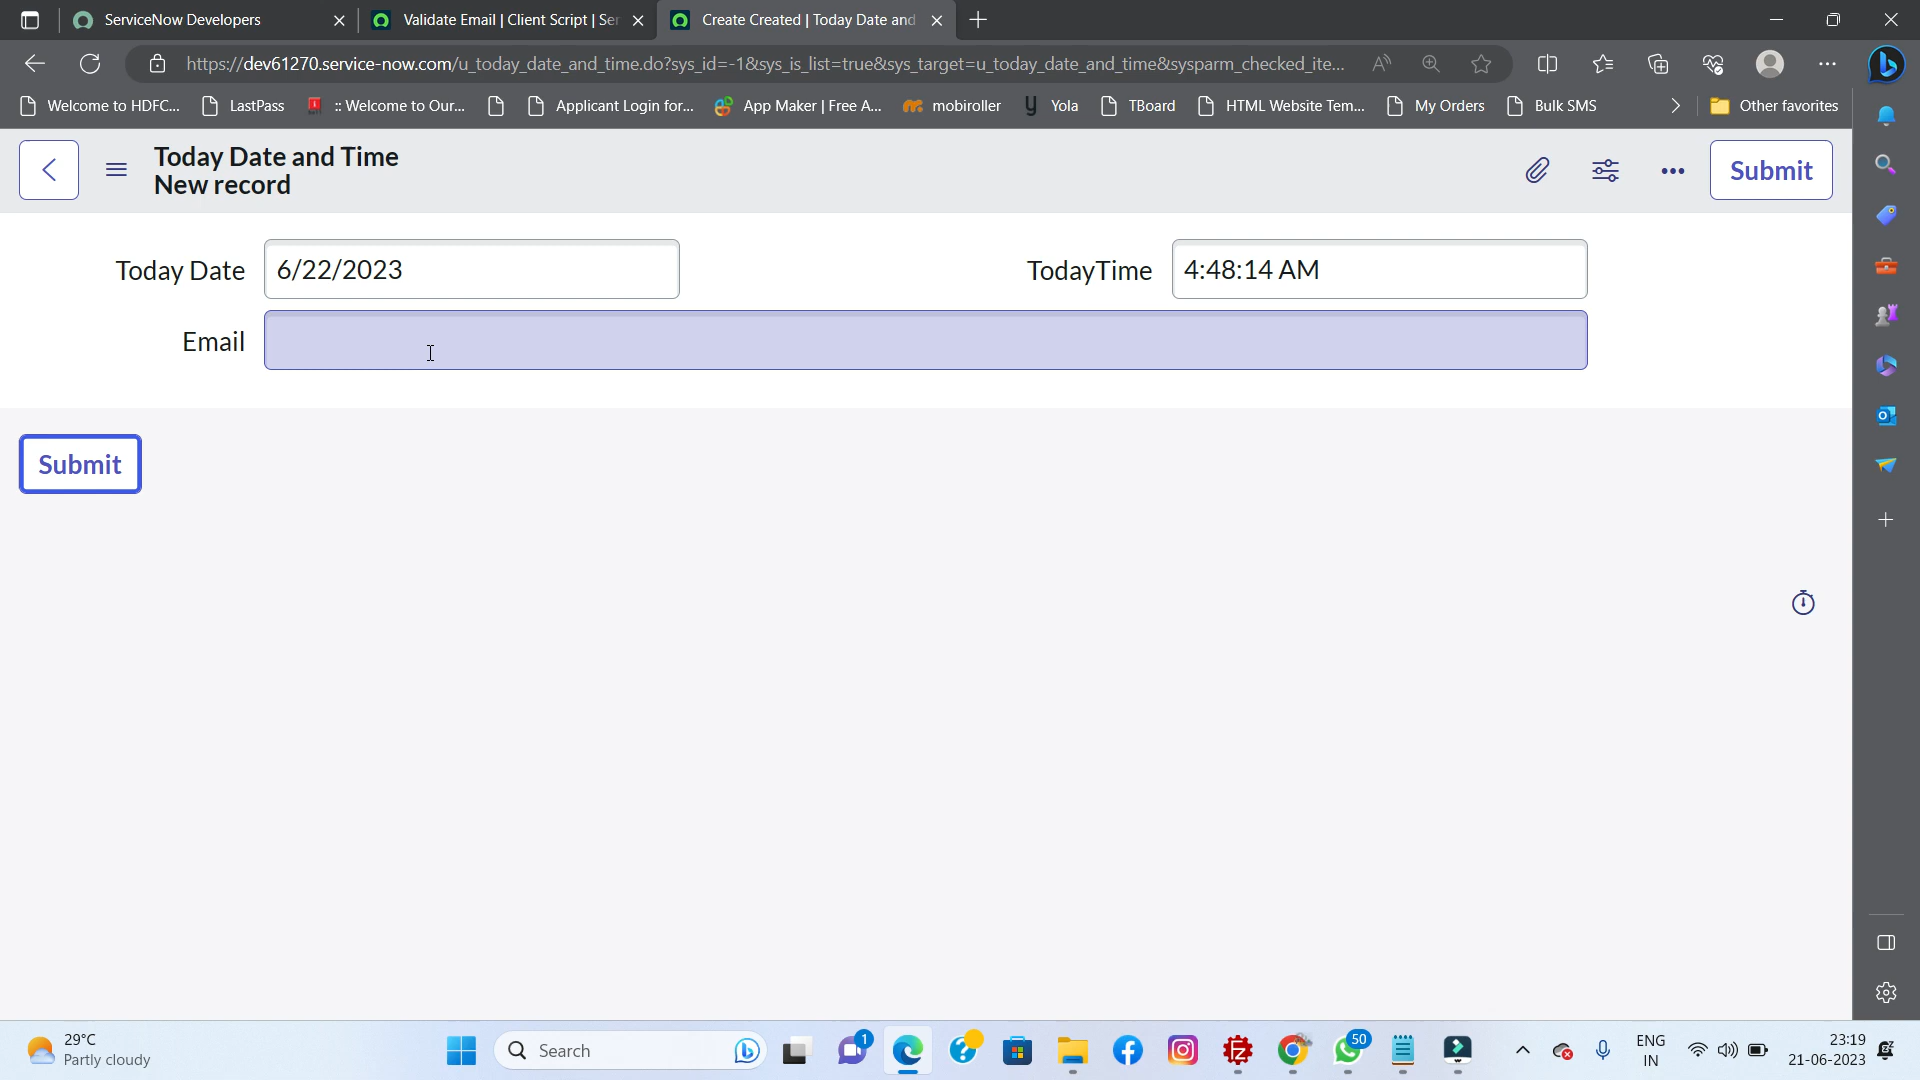 ServiceNow Developers
Validate Email | Client Script | Ser
Create Created | Today Date and
https://dev61270.service-now.com/u_today_date_and_time.do?sys_id=-1&sys_is_list=true&sys_target=u_today_date_and_time&sysparm_checked_ite...
Welcome to HDFC...
LastPass
:: Welcome to Our...
Applicant Login for...
App Maker | Free A...
mobiroller
Yola
TBoard
HTML Website Tem...
My Orders
Bulk SMS
Other favorites
Today Date and Time
New record
Submit
Today Date
6/22/2023
TodayTime
4:48:14 AM
Email
Submit
29°C
Partly cloudy
Search
1
50
ENG
IN
23:19
21-06-2023